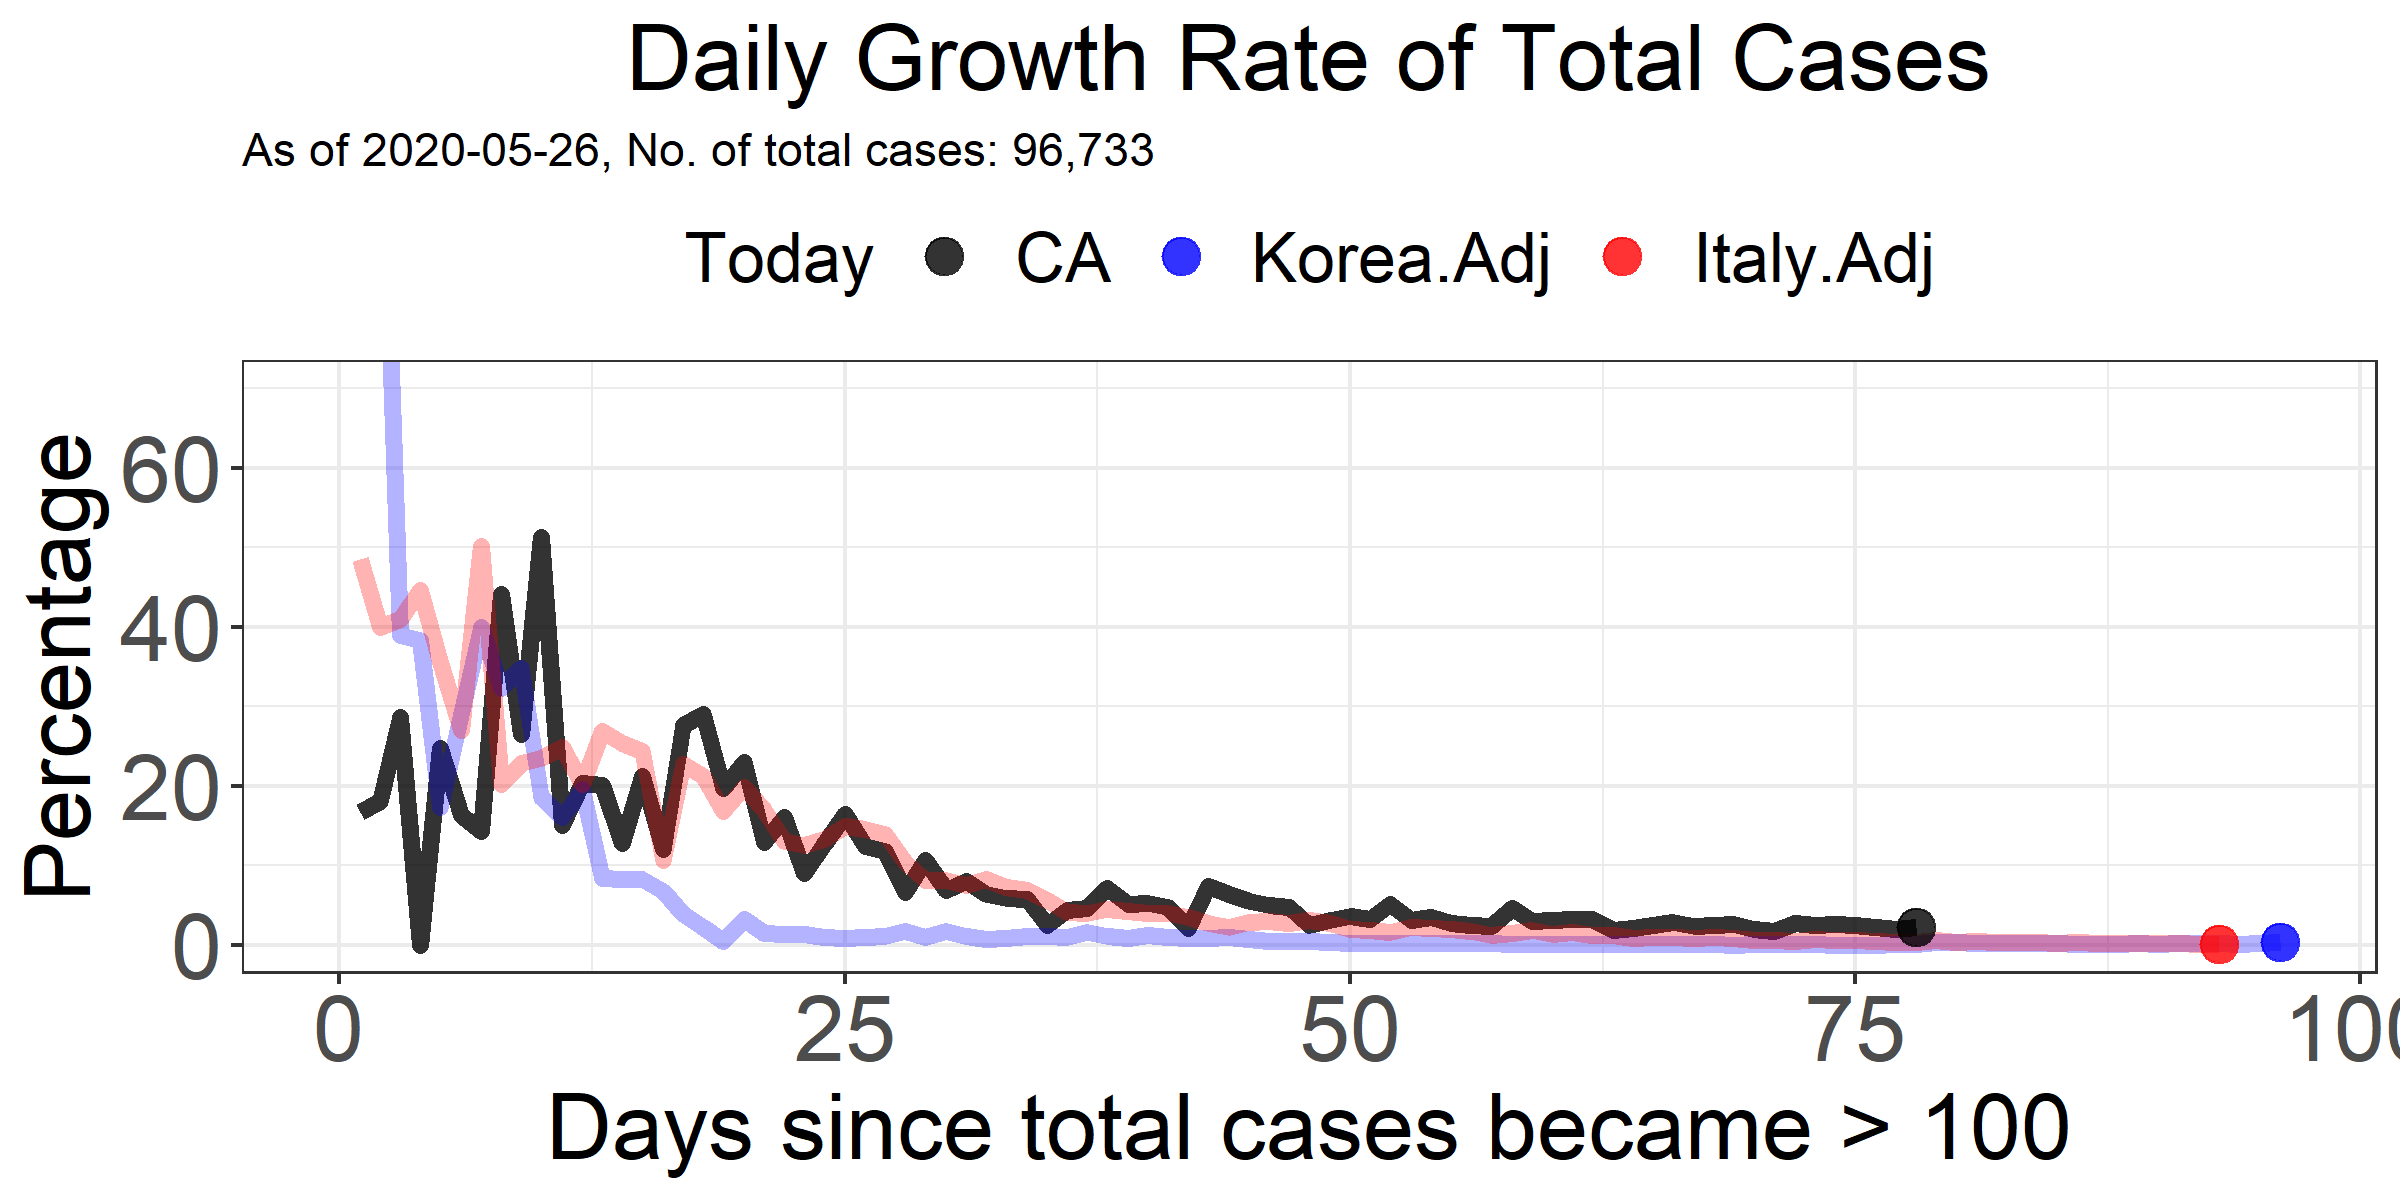 Daily Growth Rate of Total Cases
As of 2020-05-26, No. of total cases: 96,733
Today CA Korea.Adj Italy.Adj
Percentage
60
40
20
0
0 25 50 75 100
Days since total cases became > 100